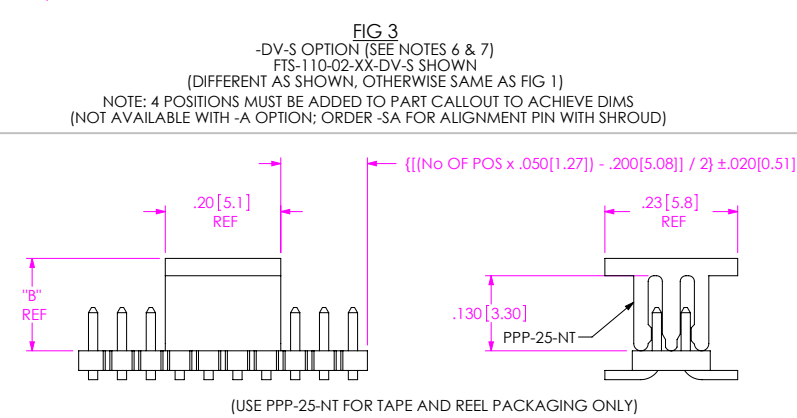 FIG 3
-DV-S OPTION (SEE NOTES 6 & 7)
FTS-110-02-XX-DV-S SHOWN
(DIFFERENT AS SHOWN, OTHERWISE SAME AS FIG 1)
NOTE: 4 POSITIONS MUST BE ADDED TO PART CALLOUT TO ACHIEVE DIMS
(NOT AVAILABLE WITH -A OPTION; ORDER -SA FOR ALIGNMENT PIN WITH SHROUD)
{[(No OF POS x .050[1.27]) - .200[5.08]] / 2} ±.020[0.51]
.20 [5.1]
REF
.23 [5.8]
REF
"B"
REF
.130 [3.30]
PPP-25-NT
(USE PPP-25-NT FOR TAPE AND REEL PACKAGING ONLY)